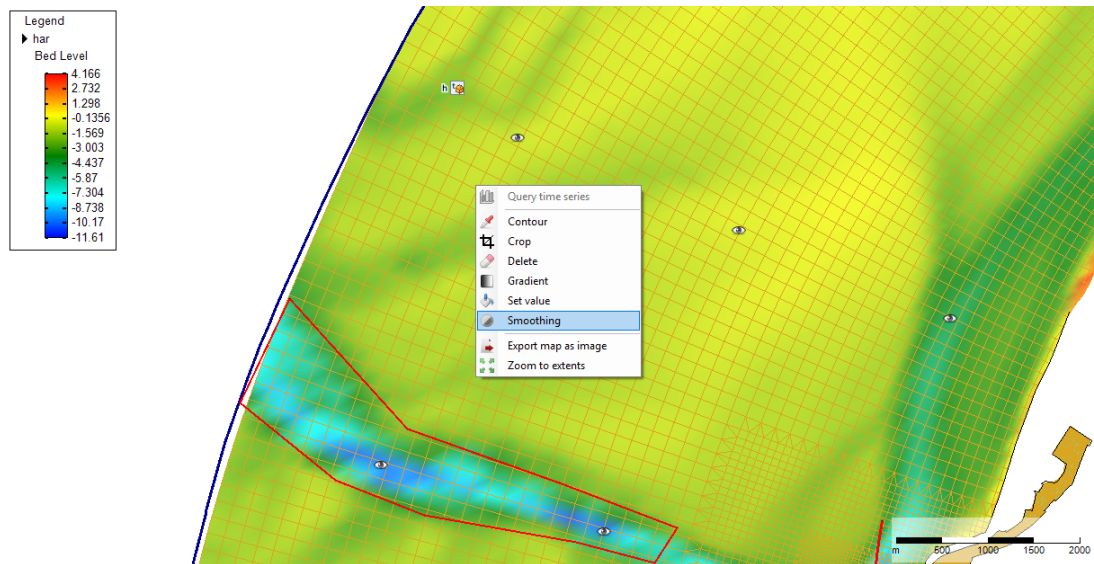 Legend
har
Bed Level
4.166
2.732
1.298
-0.1356
-1.569
-3.003
-4.437
-5.87
-7.304
-8.738
-10.17
-11.61
h
Query time series
Contour
Crop
Delete
Gradient
Set value
Smoothing
Export map as image
Zoom to extents
m 500 1000 1500 2000